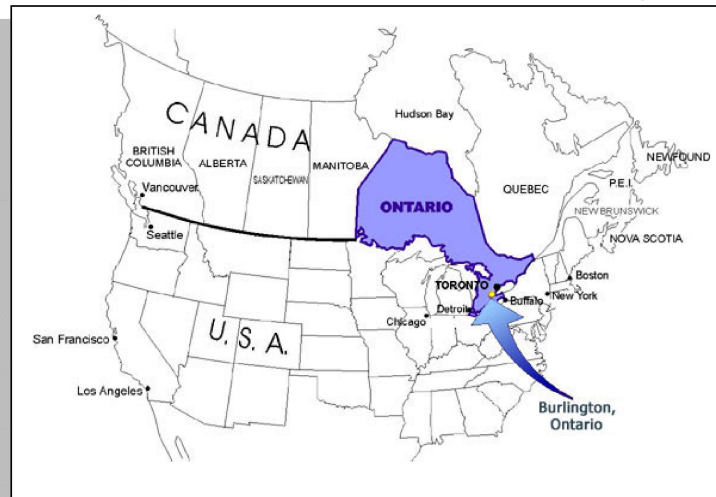 Hudson Bay
CANADA
BRITISH
COLUMBIA
ALBERTA
SASKATCHEWAN
MANITOBA
NEWFOUND
P.E.I.
QUEBEC
Vancouver
ONTARIO
NEW BRUNSWICK
NOVA SCOTIA
Seattle
TORONTO
Boston
Buffalo
New York
Detroit
Chicago
U.S.A.
San Francisco
Los Angeles
Burlington,
Ontario